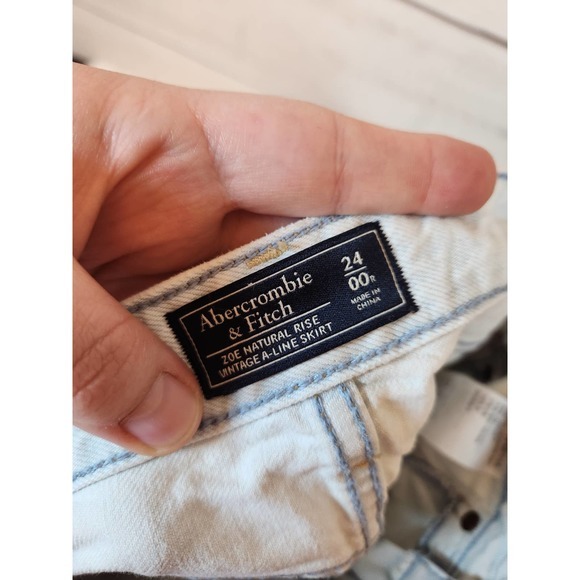 Abercrombie
& Fitch
ZOE NATURAL RISE
VINTAGE A-LINE SKIRT
24
00R
MADE IN
CHINA